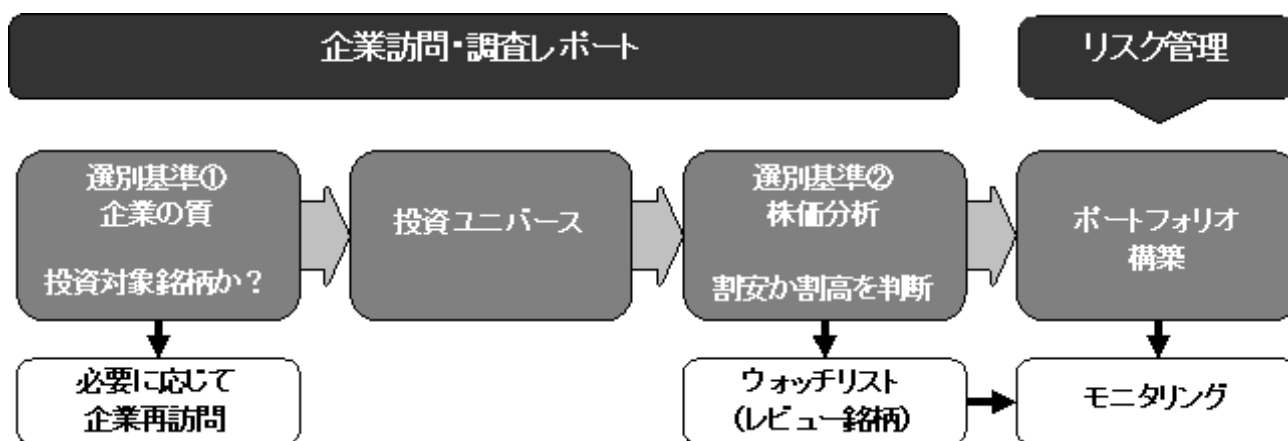 企業訪問・調査レポート
リスク管理
選別基準①
企業の質
投資対象銘柄か？
投資ユニバース
選別基準②
株価分析
割安か割高を判断
ポートフォリオ
構築
必要に応じて
企業再訪問
ウォッチリスト
(レビュー銘柄)
モニタリング